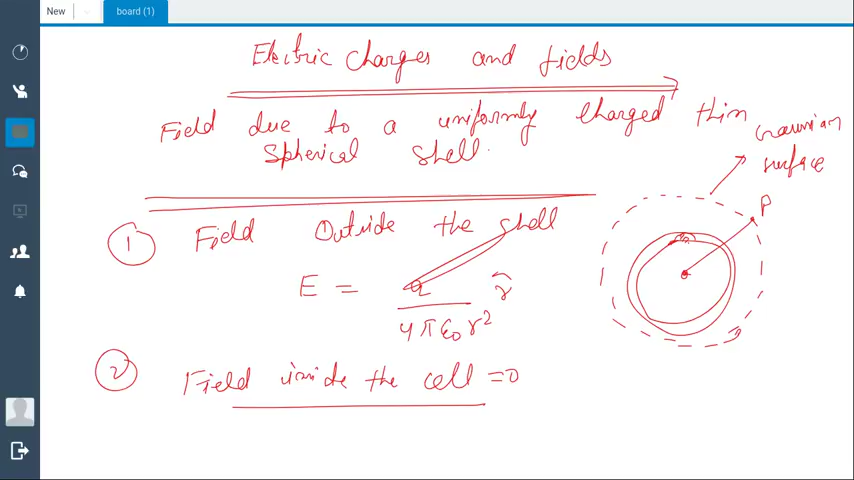 New
board (1)
Electric charges and fields
Field due to a uniformly charged thin
spherical shell.
Gaussian
surface
P
1 Field Outside the shell
E = q r̂
4πε₀r²
2 Field inside the cell = 0